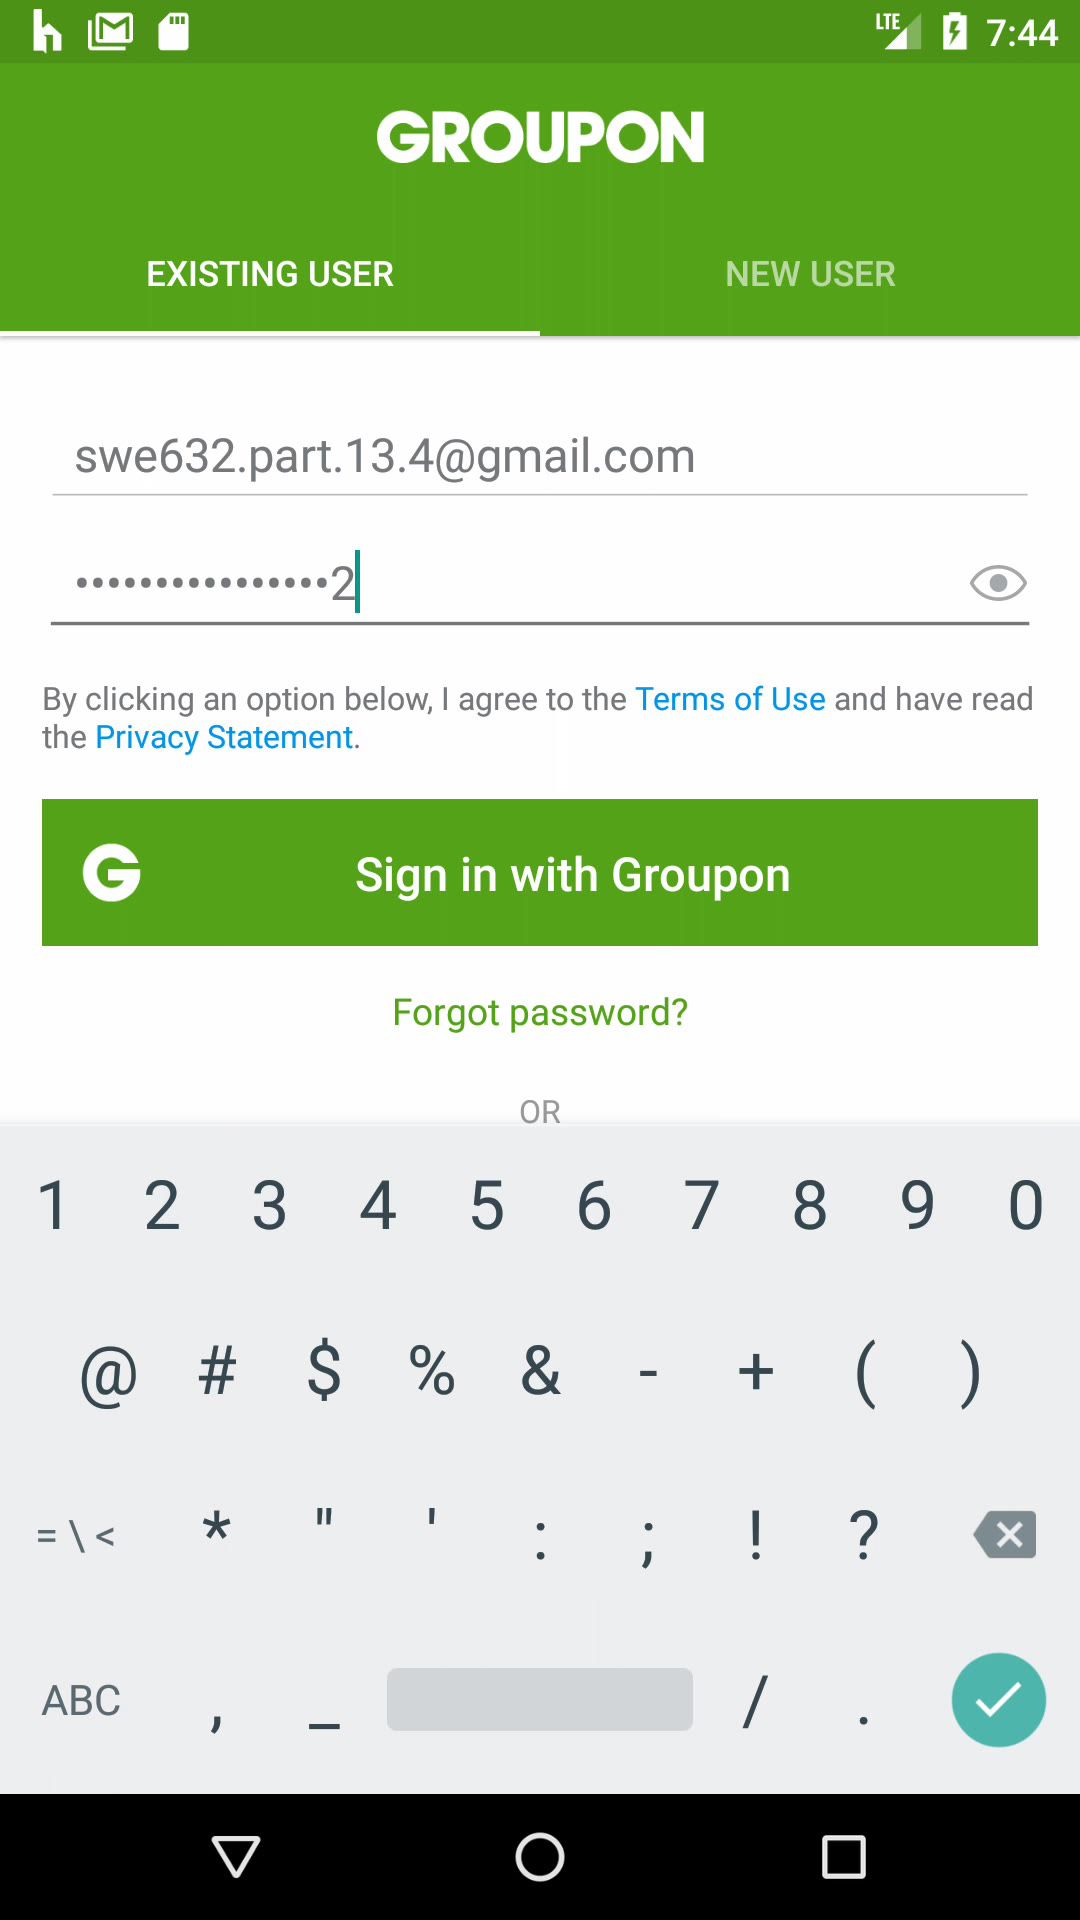 LTE 7:44
GROUPON
EXISTING USER NEW USER
swe632.part.13.4@gmail.com
••••••••••••••••2
By clicking an option below, I agree to the Terms of Use and have read
the Privacy Statement.
G Sign in with Groupon
Forgot password?
OR
1 2 3 4 5 6 7 8 9 0
@ # $ % & - + ( )
= \ < * " ' : ; ! ?
ABC , _ / .